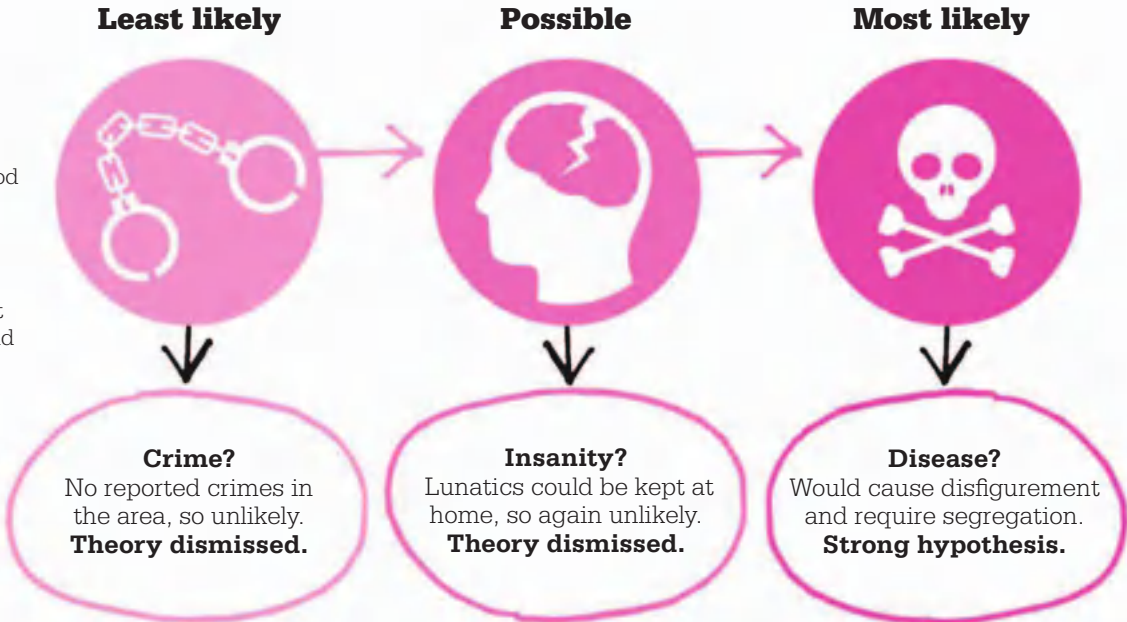 Least likely
Possible
Most likely
od
t
d
Crime?
No reported crimes in
the area, so unlikely.
Theory dismissed.
Insanity?
Lunatics could be kept at
home, so again unlikely.
Theory dismissed.
Disease?
Would cause disfigurement
and require segregation.
Strong hypothesis.